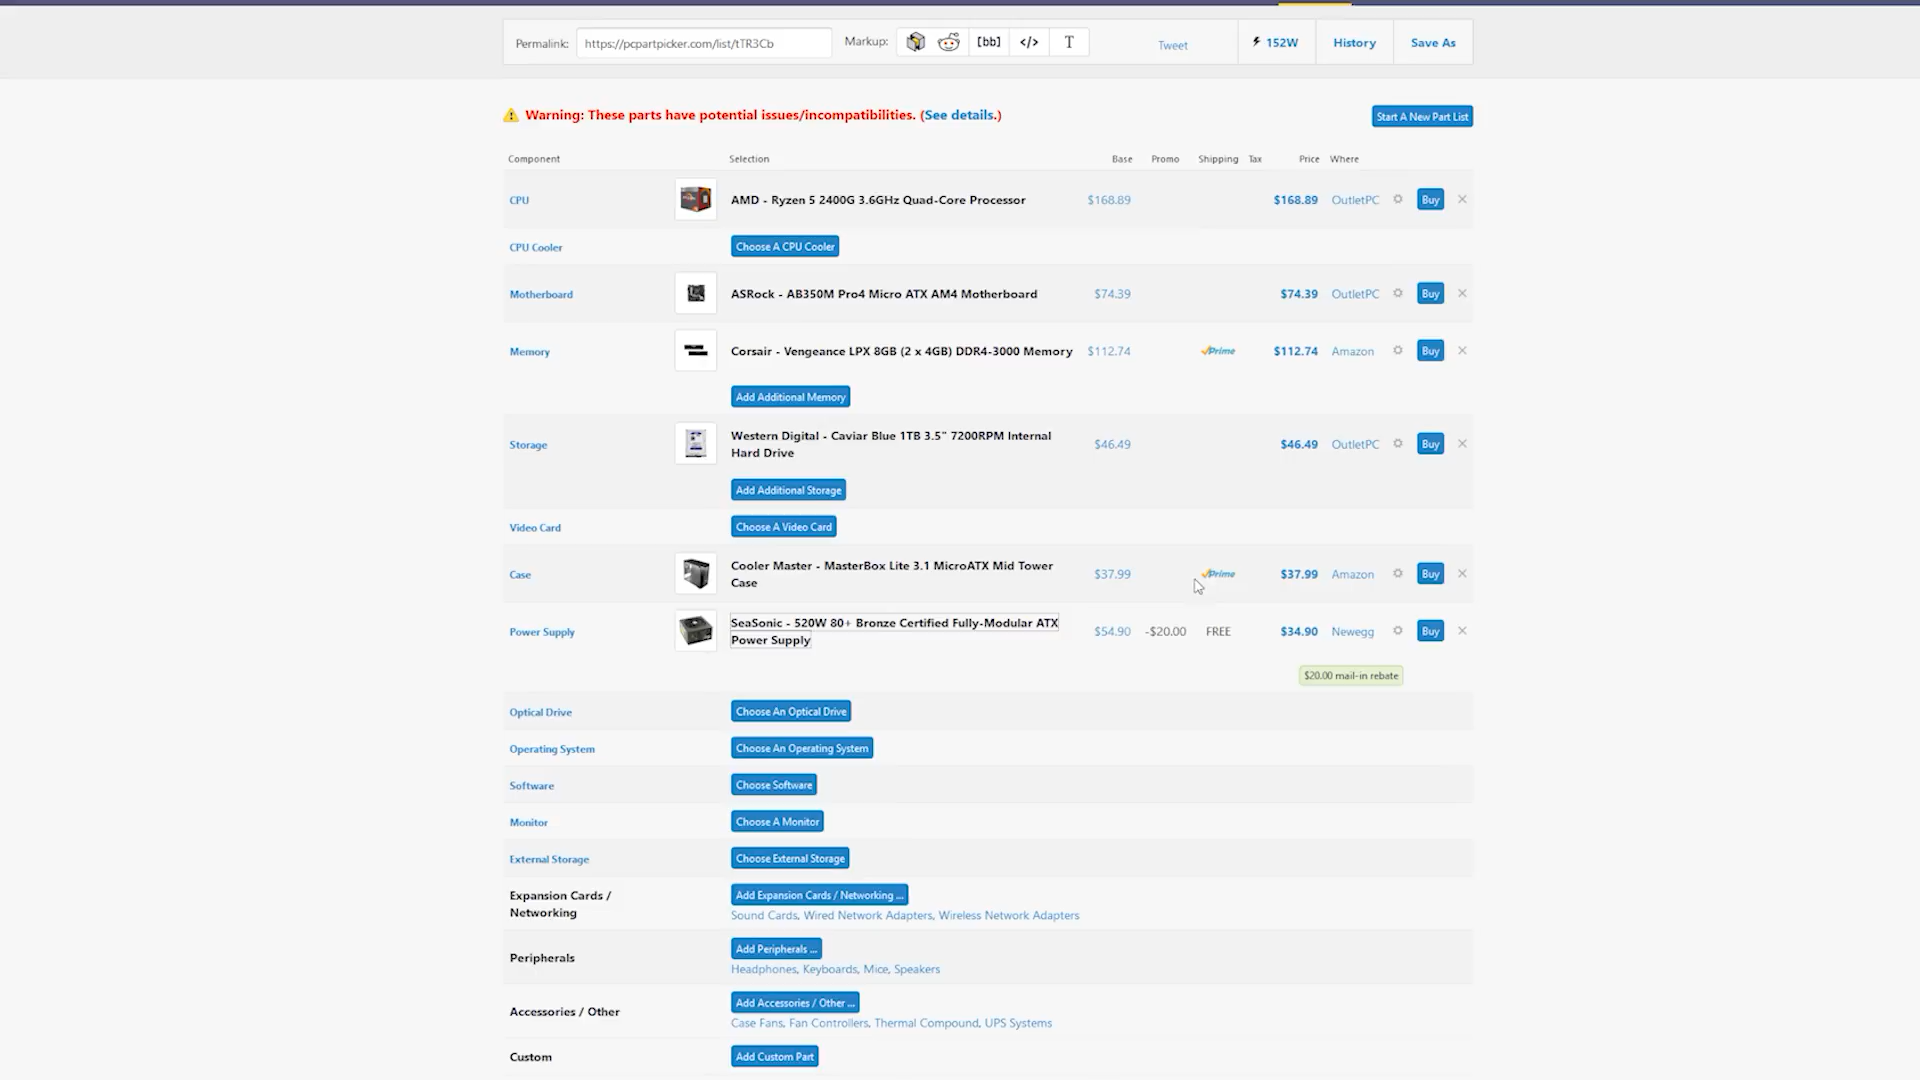 Permalink: https://pcpartpicker.com/list/tTR3Cb Markup: [bb] </> T Tweet 152W History Save As
Warning: These parts have potential issues/incompatibilities. (See details.) Start A New Part List
Component Selection Base Promo Shipping Tax Price Where
CPU AMD - Ryzen 5 2400G 3.6GHz Quad-Core Processor $168.89 $168.89 OutletPC Buy
CPU Cooler Choose A CPU Cooler
Motherboard ASRock - AB350M Pro4 Micro ATX AM4 Motherboard $74.39 $74.39 OutletPC Buy
Memory Corsair - Vengeance LPX 8GB (2 x 4GB) DDR4-3000 Memory $112.74 Prime $112.74 Amazon Buy
Add Additional Memory
Storage Western Digital - Caviar Blue 1TB 3.5" 7200RPM Internal
Hard Drive $46.49 $46.49 OutletPC Buy
Add Additional Storage
Video Card Choose A Video Card
Case Cooler Master - MasterBox Lite 3.1 MicroATX Mid Tower
Case $37.99 Prime $37.99 Amazon Buy
Power Supply SeaSonic - 520W 80+ Bronze Certified Fully-Modular ATX
Power Supply $54.90 -$20.00 FREE $34.90 Newegg Buy
$20.00 mail-in rebate
Optical Drive Choose An Optical Drive
Operating System Choose An Operating System
Software Choose Software
Monitor Choose A Monitor
External Storage Choose External Storage
Expansion Cards /
Networking
Add Expansion Cards / Networking ...
Sound Cards, Wired Network Adapters, Wireless Network Adapters
Peripherals
Add Peripherals ...
Headphones, Keyboards, Mice, Speakers
Accessories / Other
Add Accessories / Other ...
Case Fans, Fan Controllers, Thermal Compound, UPS Systems
Custom Add Custom Part